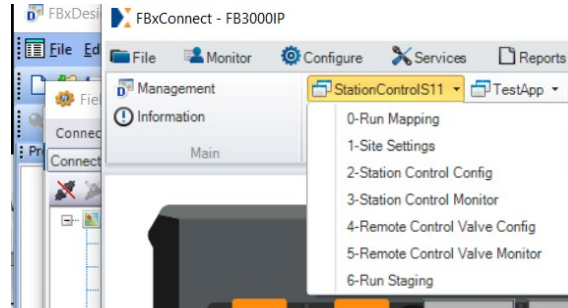 FBxDesi
FBxConnect - FB3000IP
File Ed
File Monitor Configure Services Reports
Fiel
Management
StationControlS11 TestApp
Information
Main
Connec
Connect
Pr
0-Run Mapping
1-Site Settings
2-Station Control Config
3-Station Control Monitor
4-Remote Control Valve Config
5-Remote Control Valve Monitor
6-Run Staging